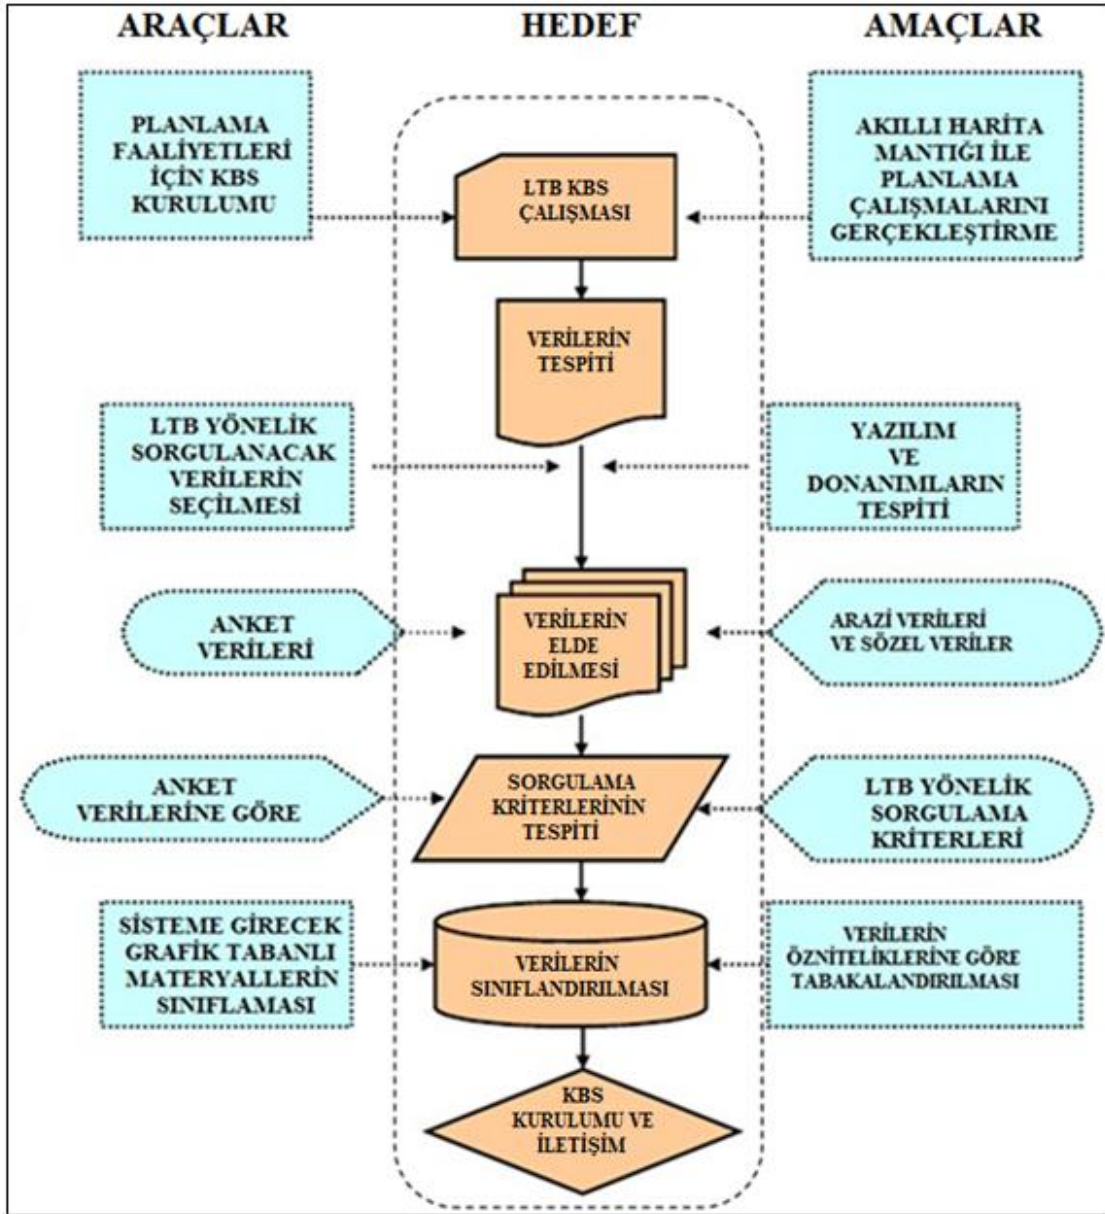 ARAÇLAR
HEDEF
AMAÇLAR
PLANLAMA
FAALİYETLERİ
İÇİN KBS
KURULUMU
LTB KBS
ÇALIŞMASI
AKILLI HARİTA
MANTIĞI İLE
PLANLAMA
ÇALIŞMALARINI
GERÇEKLEŞTİRME
VERİLERİN
TESPİTİ
LTB YÖNELİK
SORGULANACAK
VERİLERİN
SEÇİLMESİ
YAZILIM
VE
DONANIMLARIN
TESPİTİ
ANKET
VERİLERİ
VERİLERİN
ELDE
EDİLMESİ
ARAZİ VERİLERİ
VE SÖZEL VERİLER
ANKET
VERİLERİNE GÖRE
SORGULAMA
KRİTERLERİNİN
TESPİTİ
LTB YÖNELİK
SORGULAMA
KRİTERLERİ
SİSTEME GİRECEK
GRAFİK TABANLI
MATERYALLERİN
SINIFLAMASI
VERİLERİN
SINIFLANDIRILMASI
VERİLERİN
ÖZNİTELİKLERİNE GÖRE
TABAKALANDIRILMASI
KBS
KURULUMU VE
İLETİŞİM